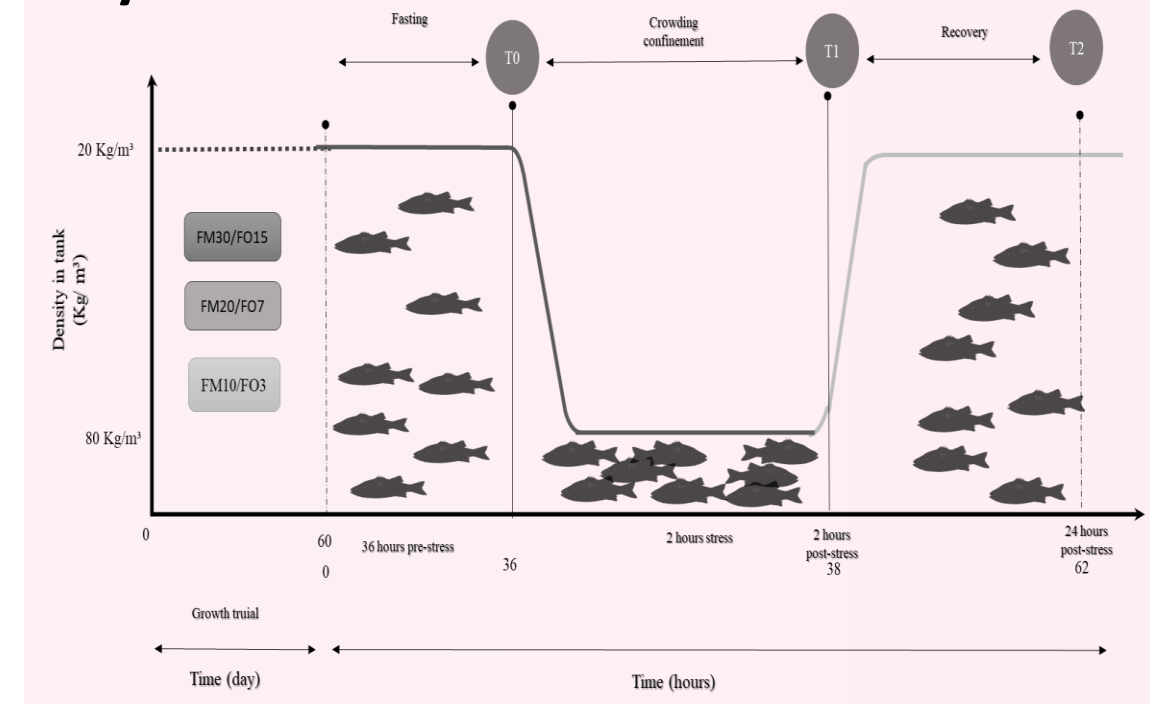 Fasting
T0
Crowding
confinement
T1
Recovery
T2
20 Kg/m³
FM30/FO15
FM20/FO7
FM10/FO3
Density in tank
(Kg/ m³)
80 Kg/m³
0
60
0
36 hours pre-stress
36
2 hours stress
2 hours
post-stress
38
24 hours
post-stress
62
Growth truial
Time (day)
Time (hours)